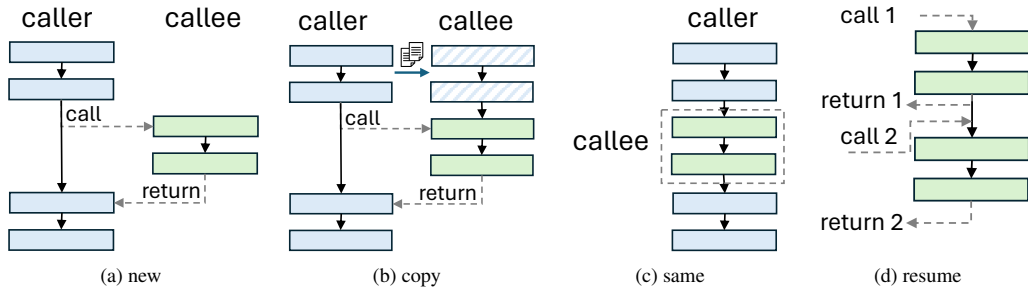 caller callee
call
return
(a) new
caller callee
call
return
(b) copy
caller
callee
(c) same
call 1
return 1
call 2
return 2
(d) resume